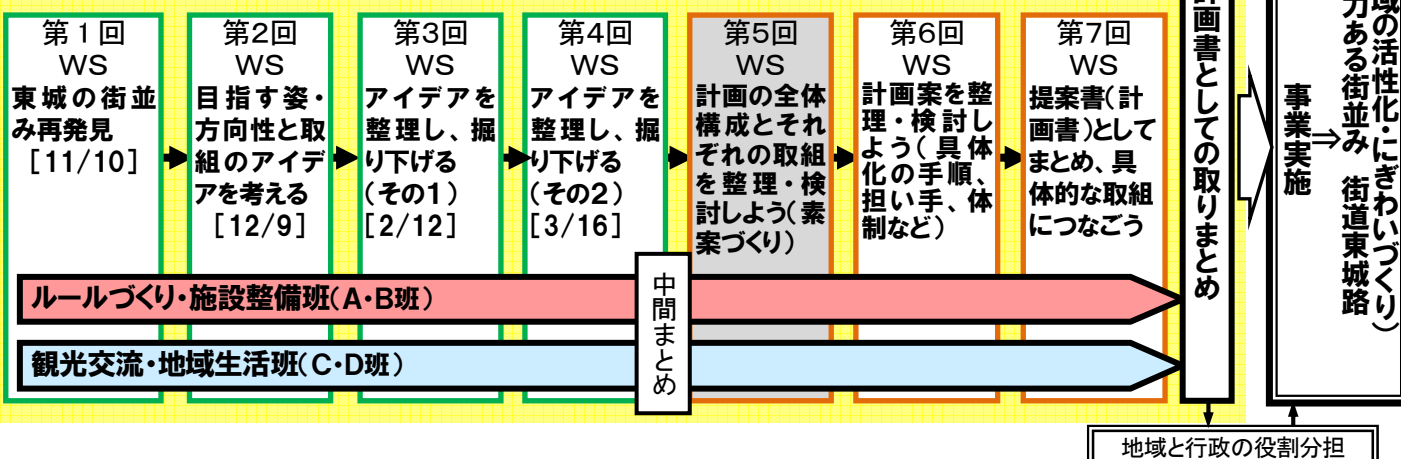 第1回
WS
東城の街並
み再発見
[11/10]
第2回
WS
目指す姿・
方向性と取
組のアイデ
アを考える
[12/9]
第3回
WS
アイデアを
整理し、掘
り下げる
(その1)
[2/12]
第4回
WS
アイデアを
整理し、掘
り下げる
(その2)
[3/16]
第5回
WS
計画の全体
構成とそれ
ぞれの取組
を整理・検
討しよう(素
案づくり)
第6回
WS
計画案を整
理・検討し
よう(具体
化の手順、
担い手、体
制など)
第7回
WS
提案書(計
画書)として
まとめ、具
体的な取組
につなごう
ルールづくり・施設整備班(A・B班)
観光交流・地域生活班(C・D班)
中間まとめ
画書としての取りまとめ
事業実施
⇒
域の活性化・にぎわいづくり)
力ある街並み 街道東城路
地域と行政の役割分担